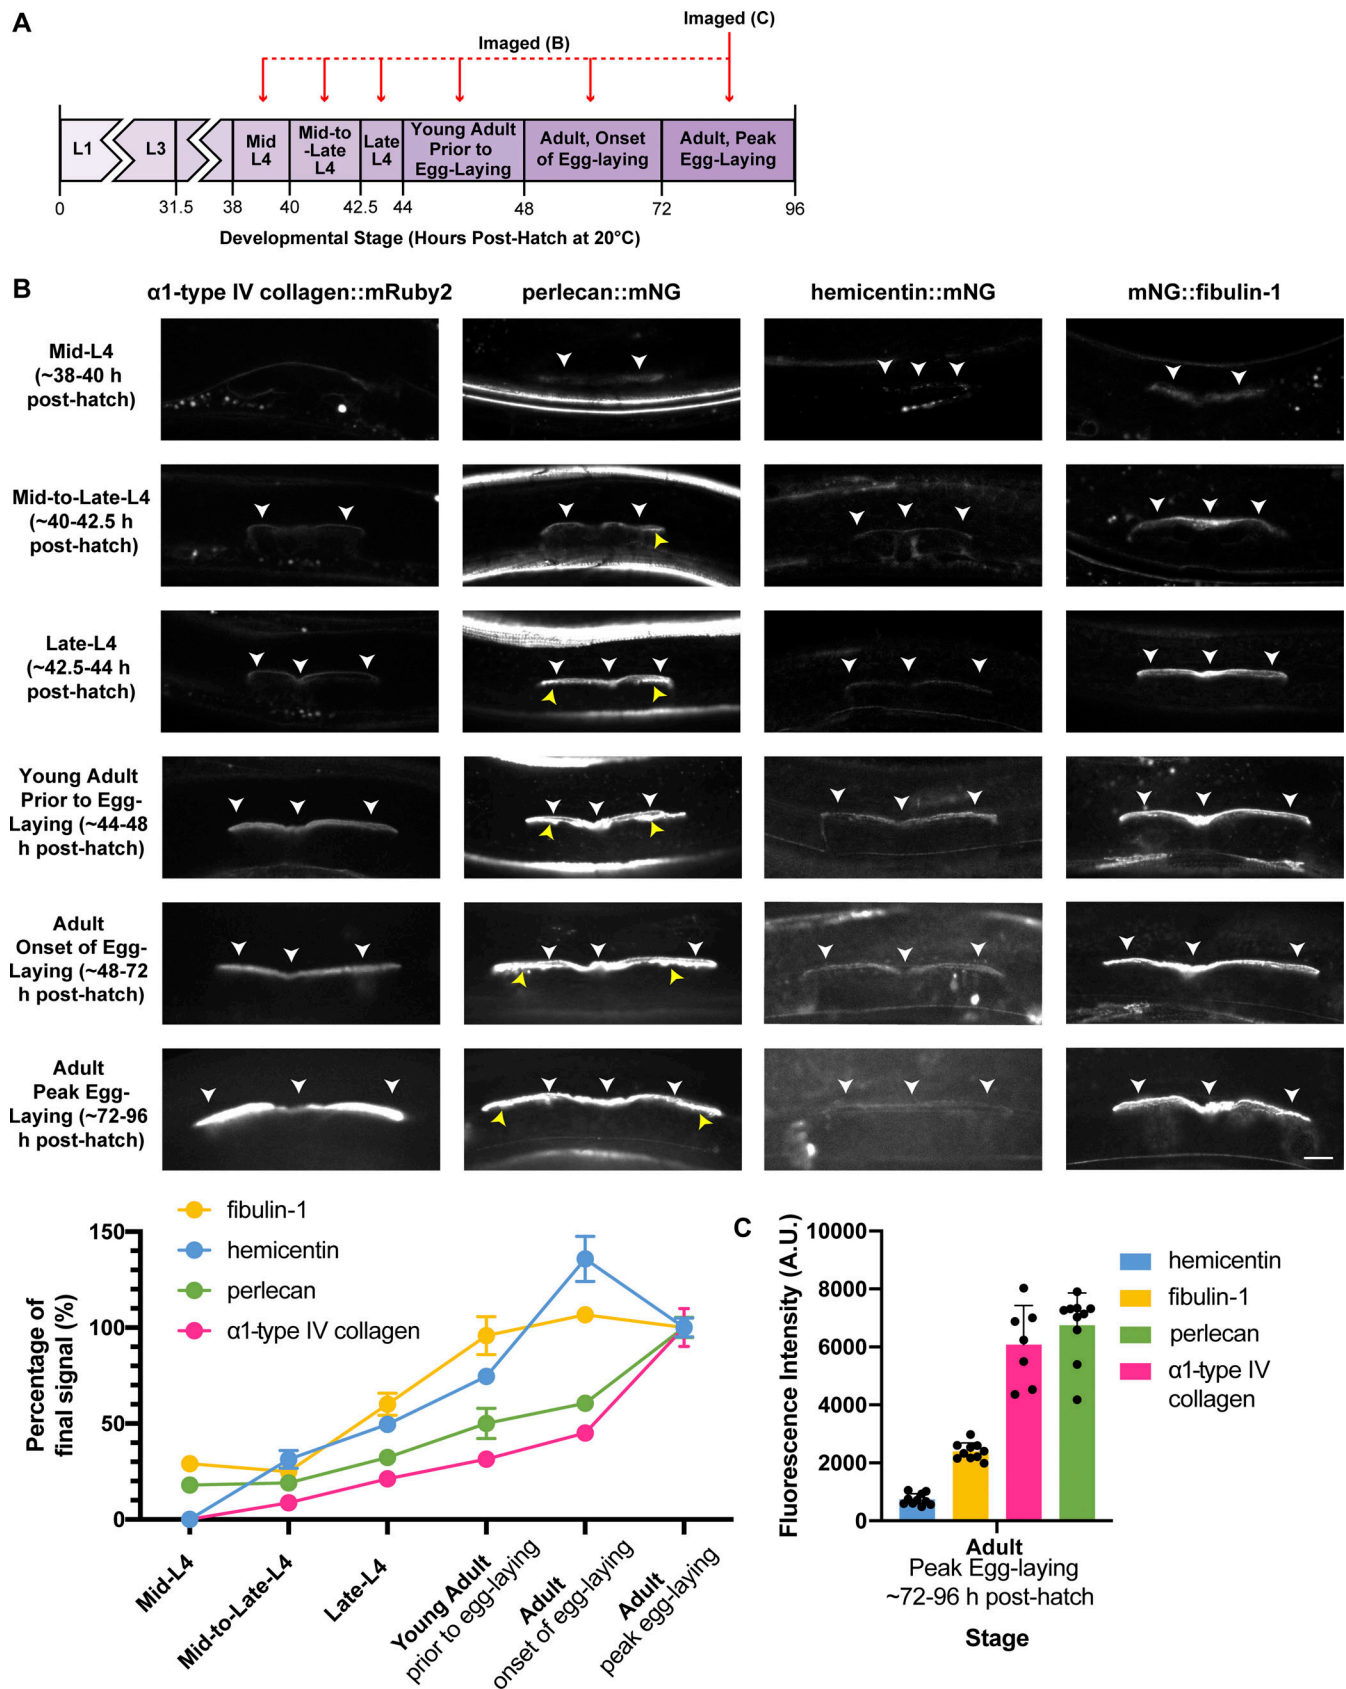 A
Imaged (C)
Imaged (B)
L1
L3
Mid
L4
Mid-to
-Late
L4
Late
L4
Young Adult
Prior to
Egg-Laying
Adult, Onset
of Egg-laying
Adult, Peak
Egg-Laying
0
31.5
38
40
42.5
44
48
72
96
Developmental Stage (Hours Post-Hatch at 20°C)
B
α1-type IV collagen::mRuby2
perlecan::mNG
hemicentin::mNG
mNG::fibulin-1
Mid-L4
(~38-40 h
post-hatch)
Mid-to-Late-L4
(~40-42.5 h
post-hatch)
Late-L4
(~42.5-44 h
post-hatch)
Young Adult
Prior to Egg-
Laying (~44-48
h post-hatch)
Adult
Onset of Egg-
Laying (~48-72
h post-hatch)
Adult
Peak Egg-
Laying (~72-96
h post-hatch)
Percentage of
final signal (%)
150
100
50
0
fibulin-1
hemicentin
perlecan
α1-type IV collagen
Mid-L4
Mid-to-Late-L4
Late-L4
Young Adult
prior to egg-laying
Adult
onset of egg-laying
Adult
peak egg-laying
C
Fluorescence Intensity (A.U.)
10000
8000
6000
4000
2000
0
hemicentin
fibulin-1
perlecan
α1-type IV
collagen
Adult
Peak Egg-laying
~72-96 h post-hatch
Stage